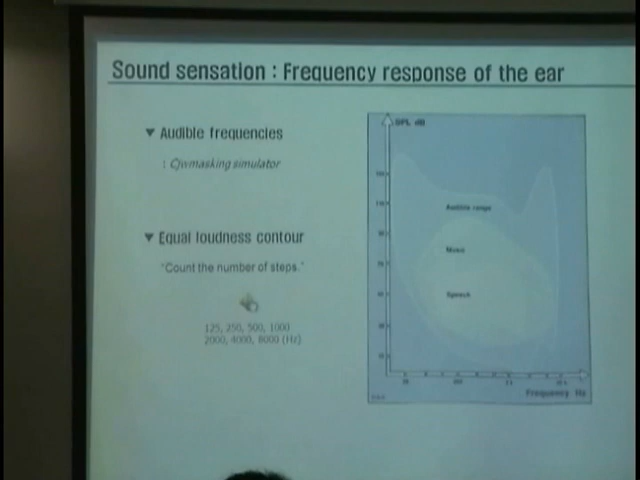 Sound sensation : Frequency response of the ear
▼ Audible frequencies
: C)wmasking simulator
▼ Equal loudness contour
"Count the number of steps."
125, 250, 500, 1000
2000, 4000, 8000 (Hz)
SPL dB
Audible range
Music
Speech
Frequency Hz